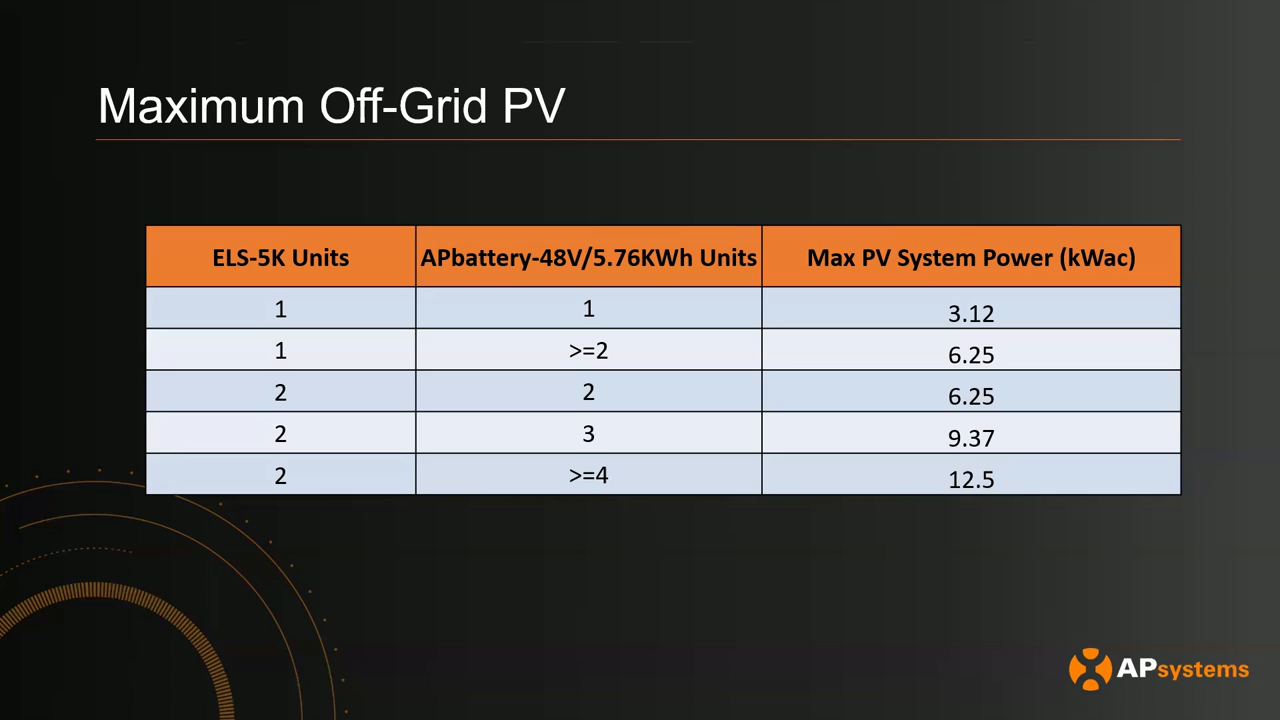 Maximum Off-Grid PV
ELS-5K Units APbattery-48V/5.76KWh Units Max PV System Power (kWac)
1 1 3.12
1 >=2 6.25
2 2 6.25
2 3 9.37
2 >=4 12.5
APsystems